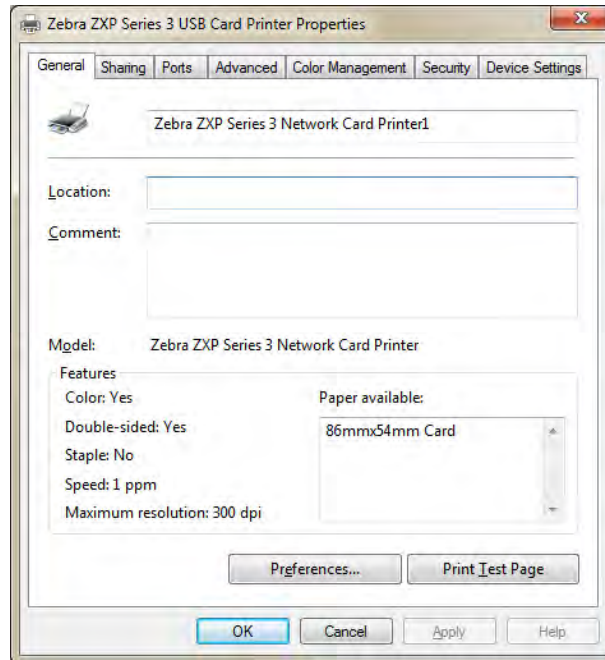 Zebra ZXP Series 3 USB Card Printer Properties
General Sharing Ports Advanced Color Management Security Device Settings
Zebra ZXP Series 3 Network Card Printer1
Location:
Comment:
Model: Zebra ZXP Series 3 Network Card Printer
Features
Color: Yes Paper available:
Double-sided: Yes 86mmx54mm Card
Staple: No
Speed: 1 ppm
Maximum resolution: 300 dpi
Preferences... Print Test Page
OK Cancel Apply Help